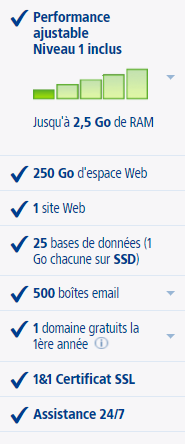 Performance
ajustable
Niveau 1 inclus
Jusqu'à 2,5 Go de RAM
250 Go d'espace Web
1 site Web
25 bases de données (1
Go chacune sur SSD)
500 boîtes email
1 domaine gratuits la
1ère année
1&1 Certificat SSL
Assistance 24/7